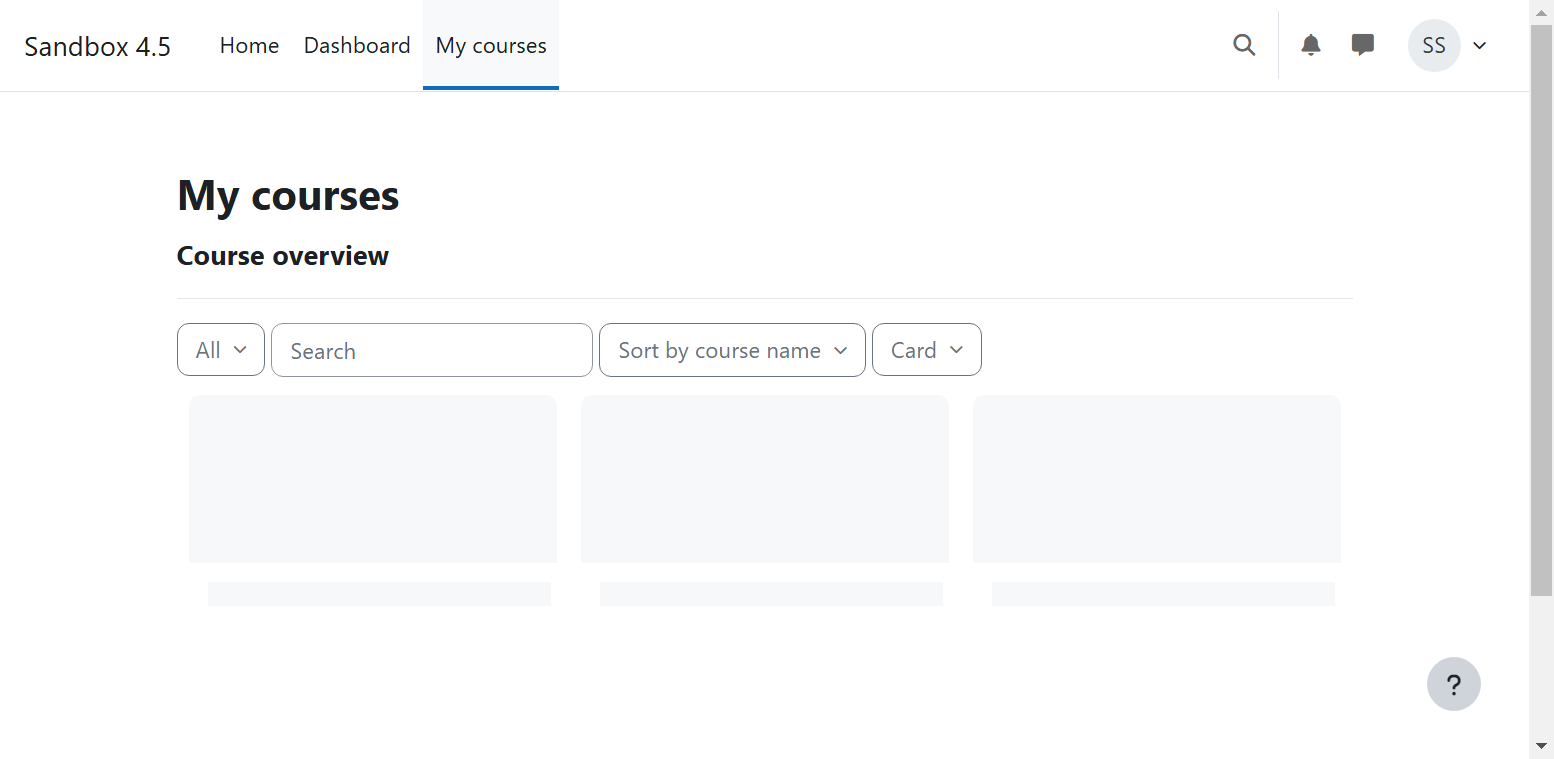 Sandbox 4.5 Home Dashboard My courses SS
My courses
Course overview
All Search Sort by course name Card
?